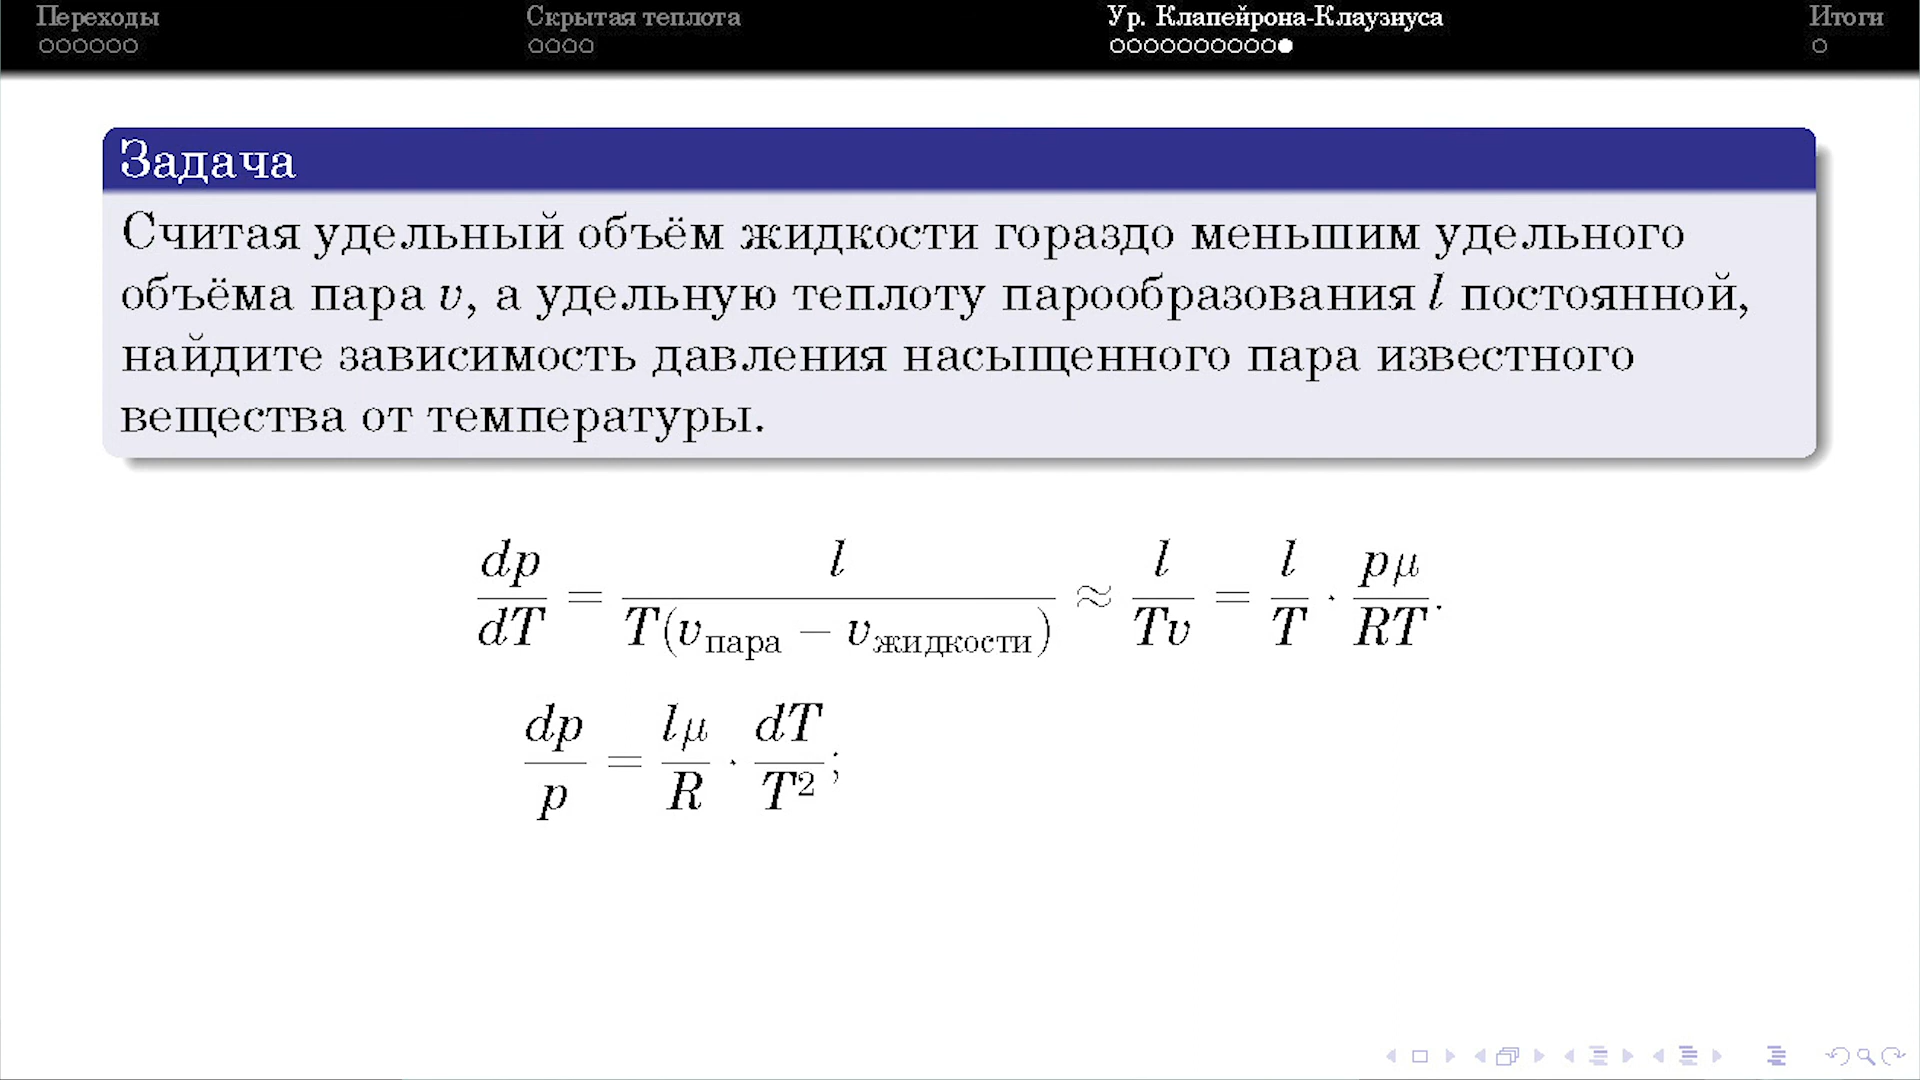 Переходы
Скрытая теплота
Ур. Клапейрона-Клаузиуса
Итоги
Задача
Считая удельный объём жидкости гораздо меньшим удельного
объёма пара v, а удельную теплоту парообразования l постоянной,
найдите зависимость давления насыщенного пара известного
вещества от температуры.
dp/dT = l/(T(v_пара − v_жидкости)) ≈ l/(Tv) = l/T · pμ/(RT).
dp/p = lμ/R · dT/T²;